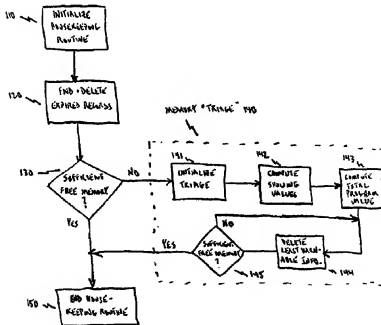 110
INITIALIZE
HOUSEKEEPING
ROUTINE
120
FIND + DELETE
EXPIRED RECORDS
MEMORY "TRIAGE" 140
130
SUFFICIENT
FREE MEMORY
?
NO
YES
141
INITIALIZE
TRIAGE
142
COMPUTE
SPOILING
VALUES
143
COMPUTE
TOTAL
PROGRAM
VALUE
NO
YES
SUFFICIENT
FREE MEMORY
?
145
DELETE
LEAST VALU-
ABLE INFO.
144
150
END HOUSE-
KEEPING ROUTINE